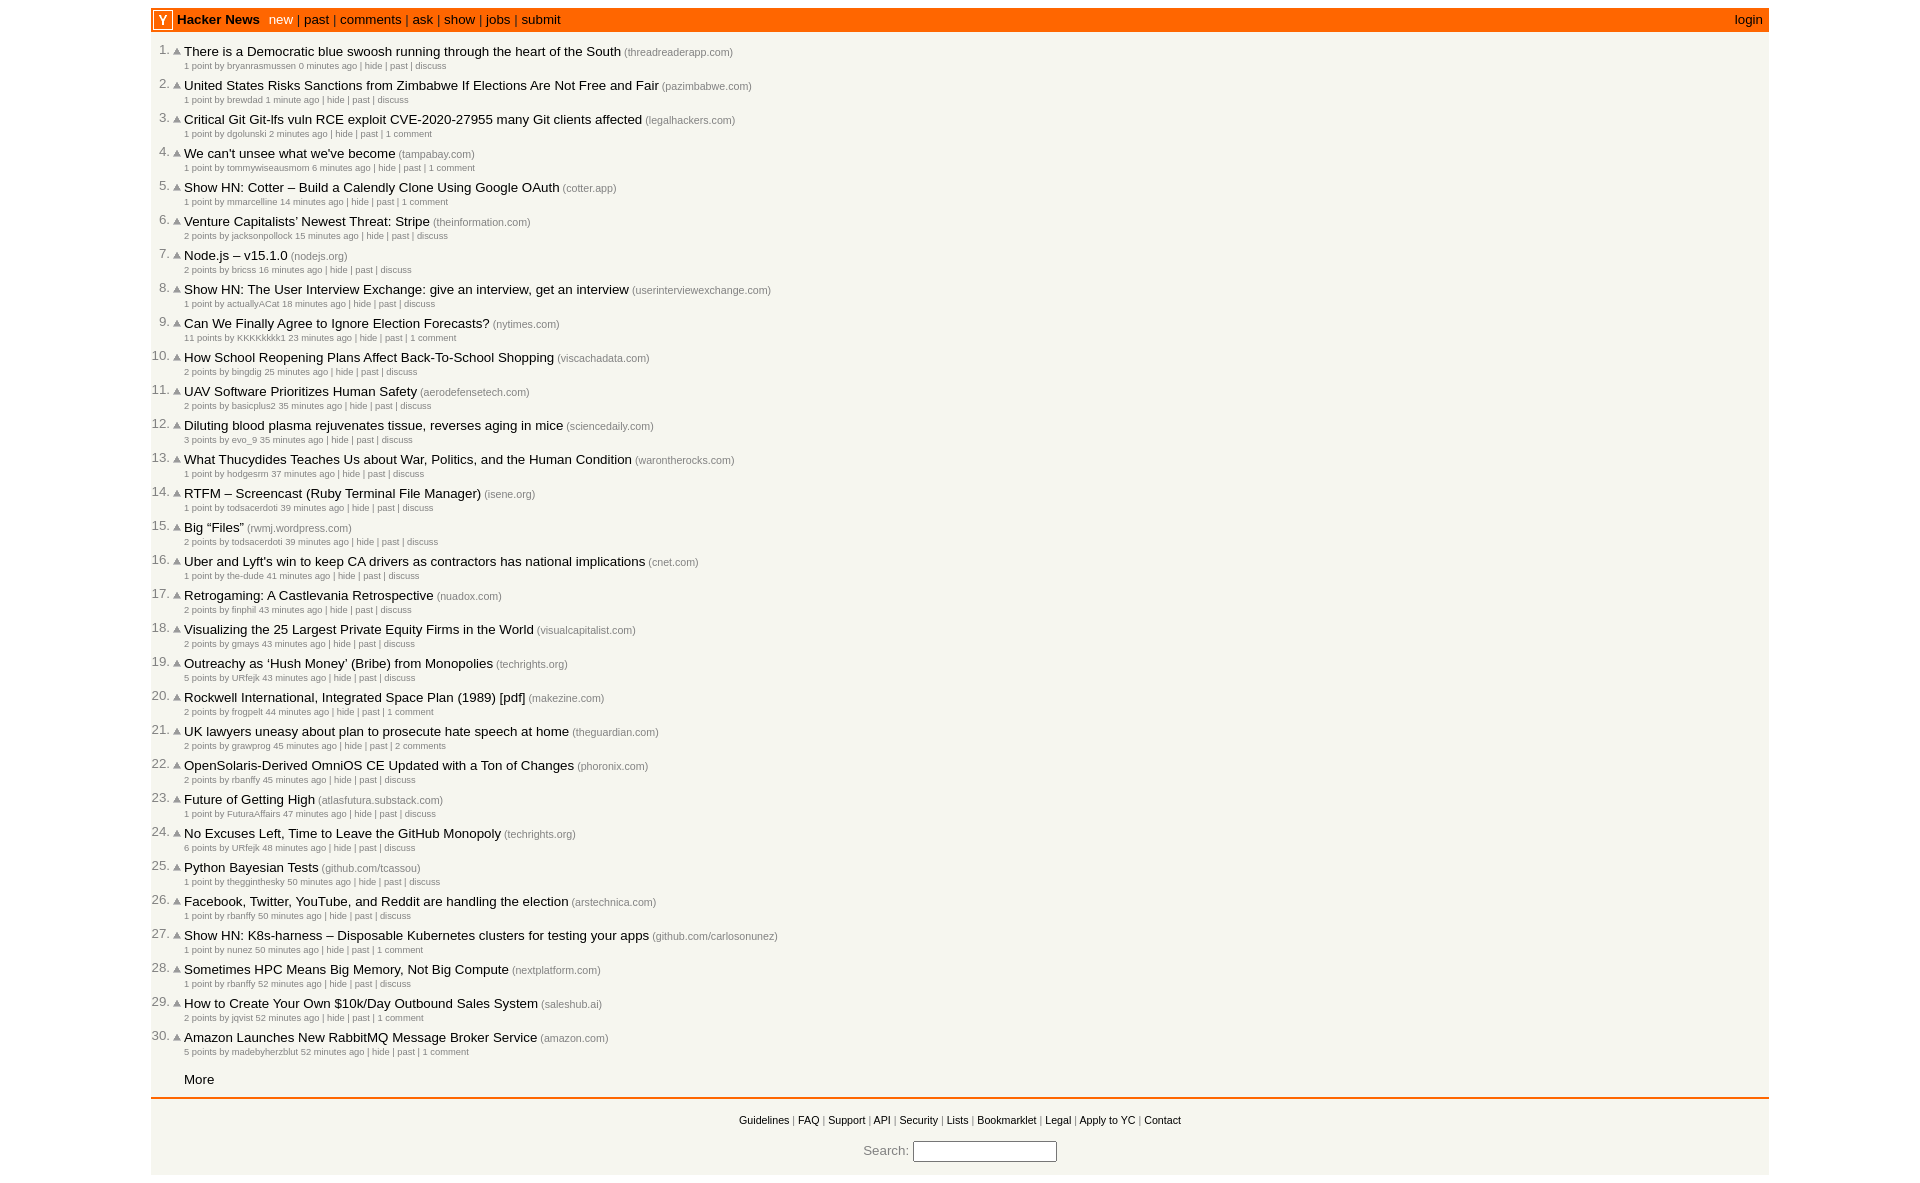 Y Hacker News new | past | comments | ask | show | jobs | submit login
1. There is a Democratic blue swoosh running through the heart of the South (threadreaderapp.com)
1 point by bryanrasmussen 0 minutes ago | hide | past | discuss
2. United States Risks Sanctions from Zimbabwe If Elections Are Not Free and Fair (pazimbabwe.com)
1 point by brewdad 1 minute ago | hide | past | discuss
3. Critical Git Git-lfs vuln RCE exploit CVE-2020-27955 many Git clients affected (legalhackers.com)
1 point by dgolunski 2 minutes ago | hide | past | 1 comment
4. We can't unsee what we've become (tampabay.com)
1 point by tommywiseausmom 6 minutes ago | hide | past | 1 comment
5. Show HN: Cotter – Build a Calendly Clone Using Google OAuth (cotter.app)
1 point by mmarcelline 14 minutes ago | hide | past | 1 comment
6. Venture Capitalists’ Newest Threat: Stripe (theinformation.com)
2 points by jacksonpollock 15 minutes ago | hide | past | discuss
7. Node.js – v15.1.0 (nodejs.org)
2 points by bricss 16 minutes ago | hide | past | discuss
8. Show HN: The User Interview Exchange: give an interview, get an interview (userinterviewexchange.com)
1 point by actuallyACat 18 minutes ago | hide | past | discuss
9. Can We Finally Agree to Ignore Election Forecasts? (nytimes.com)
11 points by KKKKkkkk1 23 minutes ago | hide | past | 1 comment
10. How School Reopening Plans Affect Back-To-School Shopping (viscachadata.com)
2 points by bingdig 25 minutes ago | hide | past | discuss
11. UAV Software Prioritizes Human Safety (aerodefensetech.com)
2 points by basicplus2 35 minutes ago | hide | past | discuss
12. Diluting blood plasma rejuvenates tissue, reverses aging in mice (sciencedaily.com)
3 points by evo_9 35 minutes ago | hide | past | discuss
13. What Thucydides Teaches Us about War, Politics, and the Human Condition (warontherocks.com)
1 point by hodgesrm 37 minutes ago | hide | past | discuss
14. RTFM – Screencast (Ruby Terminal File Manager) (isene.org)
1 point by todsacerdoti 39 minutes ago | hide | past | discuss
15. Big “Files” (rwmj.wordpress.com)
2 points by todsacerdoti 39 minutes ago | hide | past | discuss
16. Uber and Lyft's win to keep CA drivers as contractors has national implications (cnet.com)
1 point by the-dude 41 minutes ago | hide | past | discuss
17. Retrogaming: A Castlevania Retrospective (nuadox.com)
2 points by finphil 43 minutes ago | hide | past | discuss
18. Visualizing the 25 Largest Private Equity Firms in the World (visualcapitalist.com)
2 points by gmays 43 minutes ago | hide | past | discuss
19. Outreachy as ‘Hush Money’ (Bribe) from Monopolies (techrights.org)
5 points by URfejk 43 minutes ago | hide | past | discuss
20. Rockwell International, Integrated Space Plan (1989) [pdf] (makezine.com)
2 points by frogpelt 44 minutes ago | hide | past | 1 comment
21. UK lawyers uneasy about plan to prosecute hate speech at home (theguardian.com)
2 points by grawprog 45 minutes ago | hide | past | 2 comments
22. OpenSolaris-Derived OmniOS CE Updated with a Ton of Changes (phoronix.com)
2 points by rbanffy 45 minutes ago | hide | past | discuss
23. Future of Getting High (atlasfutura.substack.com)
1 point by FuturaAffairs 47 minutes ago | hide | past | discuss
24. No Excuses Left, Time to Leave the GitHub Monopoly (techrights.org)
6 points by URfejk 48 minutes ago | hide | past | discuss
25. Python Bayesian Tests (github.com/tcassou)
1 point by thegginthesky 50 minutes ago | hide | past | discuss
26. Facebook, Twitter, YouTube, and Reddit are handling the election (arstechnica.com)
1 point by rbanffy 50 minutes ago | hide | past | discuss
27. Show HN: K8s-harness – Disposable Kubernetes clusters for testing your apps (github.com/carlosonunez)
1 point by nunez 50 minutes ago | hide | past | 1 comment
28. Sometimes HPC Means Big Memory, Not Big Compute (nextplatform.com)
1 point by rbanffy 52 minutes ago | hide | past | discuss
29. How to Create Your Own $10k/Day Outbound Sales System (saleshub.ai)
2 points by jqvist 52 minutes ago | hide | past | 1 comment
30. Amazon Launches New RabbitMQ Message Broker Service (amazon.com)
5 points by madebyherzblut 52 minutes ago | hide | past | 1 comment
More
Guidelines | FAQ | Support | API | Security | Lists | Bookmarklet | Legal | Apply to YC | Contact
Search: